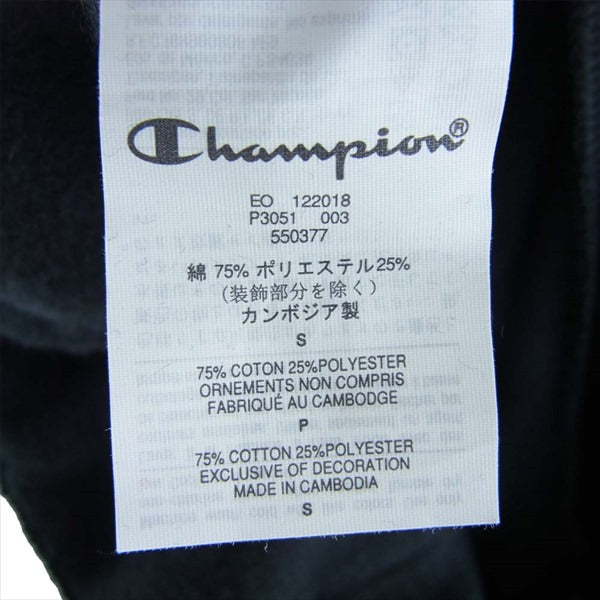 Champion®
EO 122018
P3051 003
550377
綿 75% ポリエステル25%
(装飾部分を除く)
カンボジア製
S
75% COTON 25%POLYESTER
ORNEMENTS NON COMPRIS
FABRIQUÉ AU CAMBODGE
P
75% COTTON 25%POLYESTER
EXCLUSIVE OF DECORATION
MADE IN CAMBODIA
S